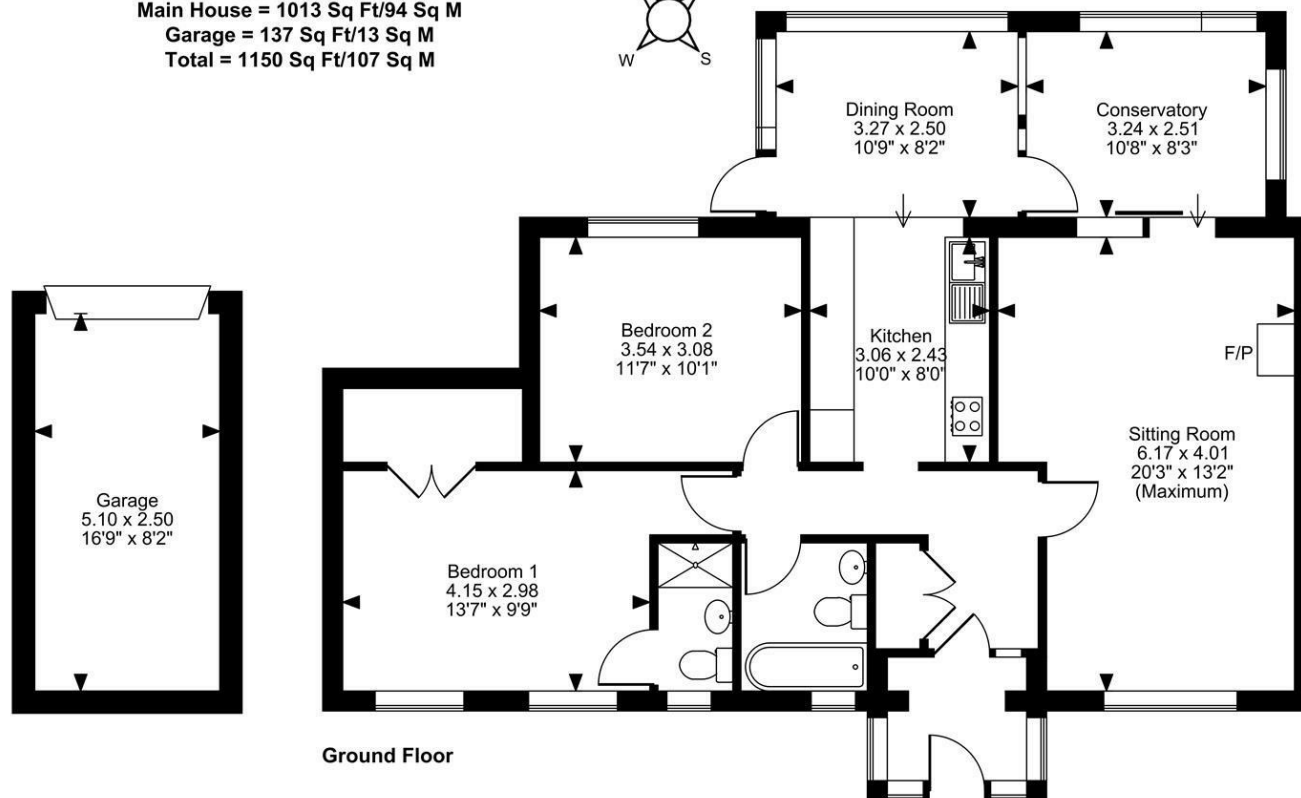 Main House = 1013 Sq Ft/94 Sq M
Garage = 137 Sq Ft/13 Sq M
Total = 1150 Sq Ft/107 Sq M
W
S
Dining Room
3.27 x 2.50
10'9" x 8'2"
Conservatory
3.24 x 2.51
10'8" x 8'3"
Bedroom 2
3.54 x 3.08
11'7" x 10'1"
Kitchen
3.06 x 2.43
10'0" x 8'0"
F/P
Sitting Room
6.17 x 4.01
20'3" x 13'2"
(Maximum)
Garage
5.10 x 2.50
16'9" x 8'2"
Bedroom 1
4.15 x 2.98
13'7" x 9'9"
Ground Floor